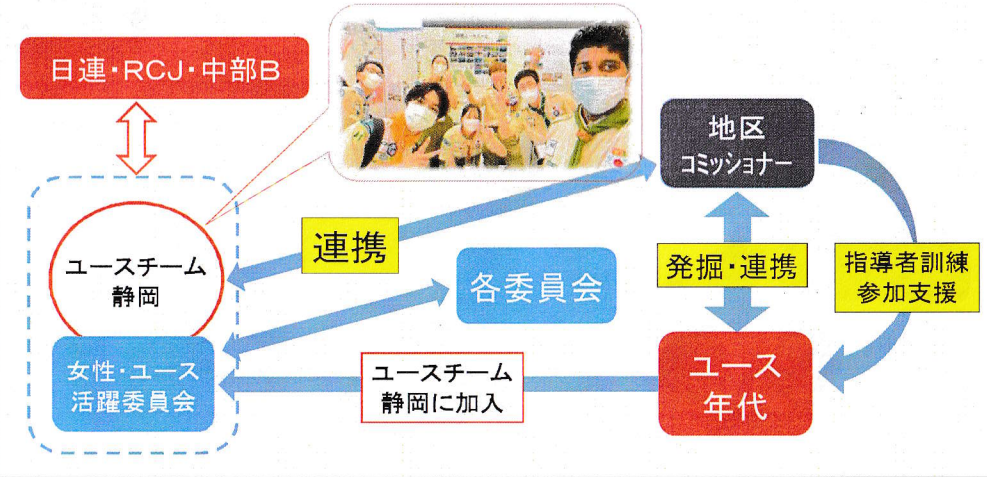 日連・RCJ・中部B
地区
コミッショナー
連携
ユースチーム
静岡
各委員会
発掘・連携
指導者訓練
参加支援
女性・ユース
活躍委員会
ユースチーム
静岡に加入
ユース
年代